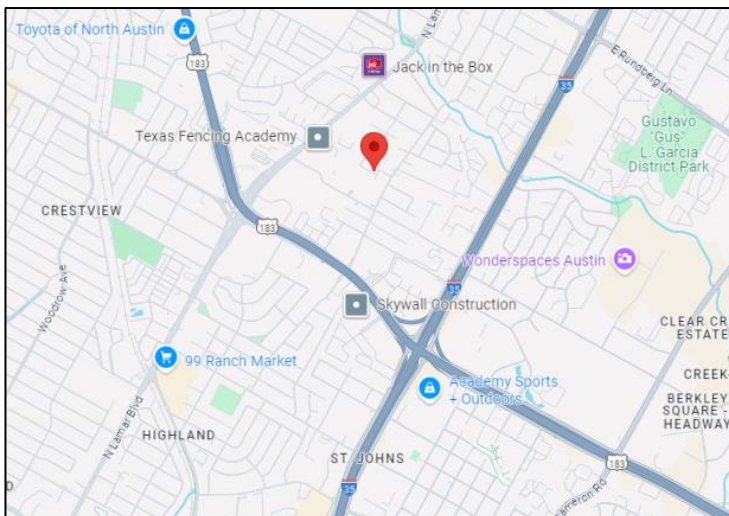 Toyota of North Austin
183
N L
Jack in the Box
35
E Rundberg Ln
Texas Fencing Academy
Gustavo
"Gus"
L. Garcia
District Park
CRESTVIEW
183
Woodrow Ave
Wonderspaces Austin
35
Skywall Construction
CLEAR CR
ESTATE
99 Ranch Market
Academy Sports
+ Outdoors
CREEK
BERKLEY
SQUARE -
HEADWAY
N Lamar Blvd
HIGHLAND
ST. JOHNS
183
ameron Rd
35